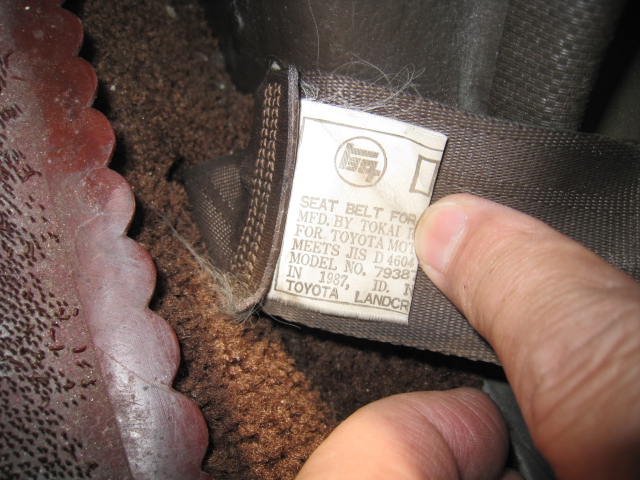 SEAT BELT FOR
MFD. BY TOKAI
FOR TOYOTA MOT
MEETS JIS D 4604
MODEL NO. 7938
IN 1987, ID. N
TOYOTA LANDCR